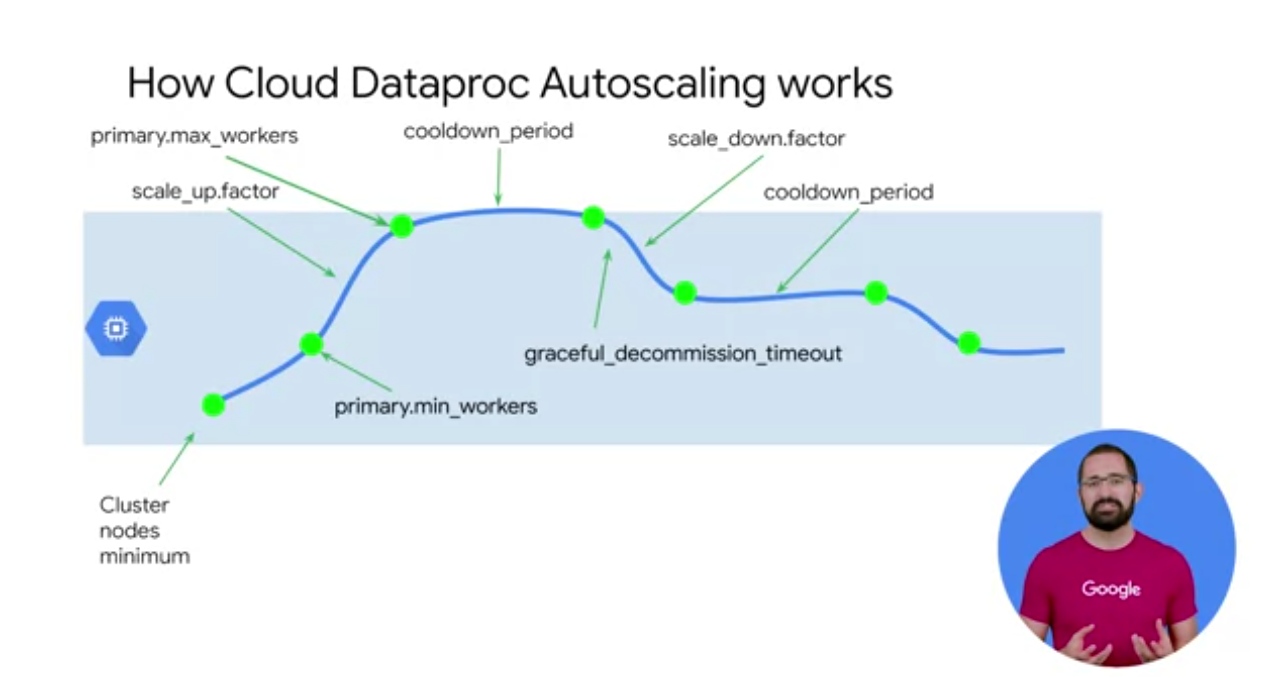 How Cloud Dataproc Autoscaling works
primary.max_workers
cooldown_period
scale_down.factor
scale_up.factor
cooldown_period
graceful_decommission_timeout
primary.min_workers
Cluster
nodes
minimum
Google